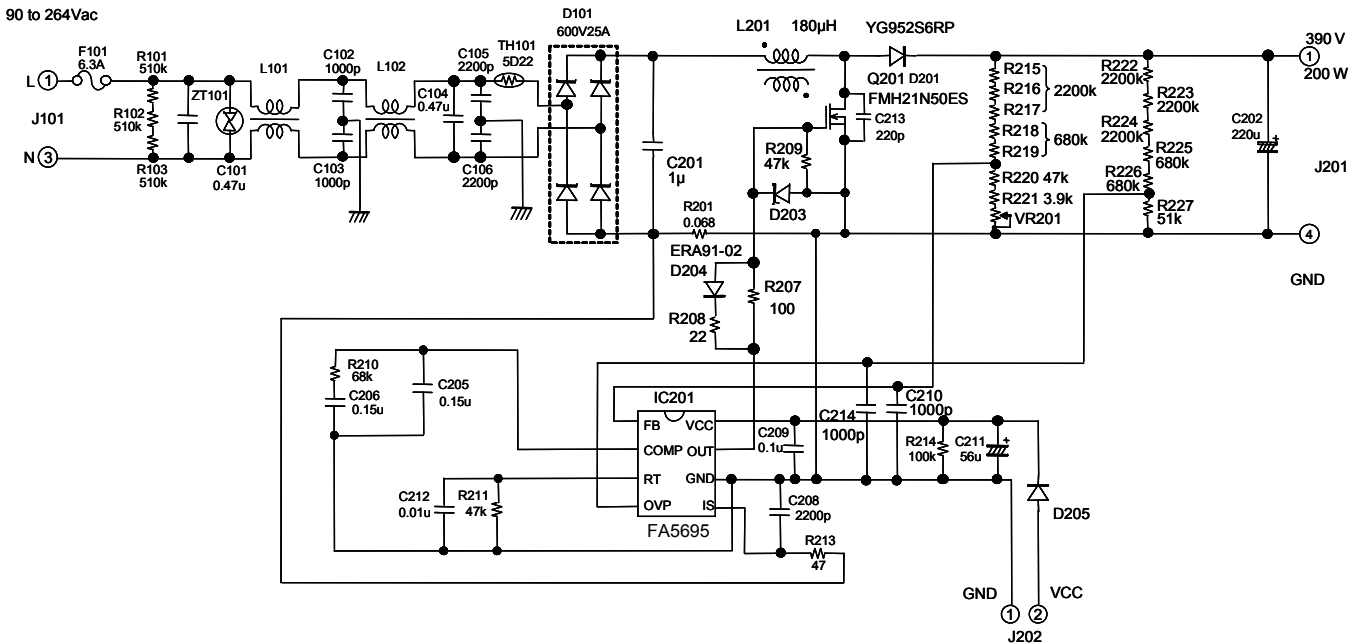 90 to 264Vac
F101
6.3A
L 1
J101
N 3
R101
510k
R102
510k
R103
510k
ZT101
C101
0.47u
L101
C102
1000p
C103
1000p
L102
C104
0.47u
C105
2200p
C106
2200p
TH101
5D22
D101
600V25A
C201
1µ
R201
0.068
L201 180µH
YG952S6RP
Q201 D201
FMH21N50ES
C213
220p
R209
47k
D203
ERA91-02
D204
R207
100
R208
22
R215
R216
R217
2200k
R218
R219
680k
R220 47k
R221 3.9k
VR201
R222
2200k
R223
2200k
R224
2200k
R225
680k
R226
680k
R227
51k
C202
220u
+
390 V
1
200 W
J201
4
GND
R210
68k
C206
0.15u
C205
0.15u
C212
0.01u
R211
47k
IC201
FB VCC
COMP OUT
RT GND
OVP IS
FA5695
C209
0.1u
C208
2200p
R213
47
C214
1000p
C210
1000p
R214
100k
C211
56u
+
D205
GND VCC
1 2
J202